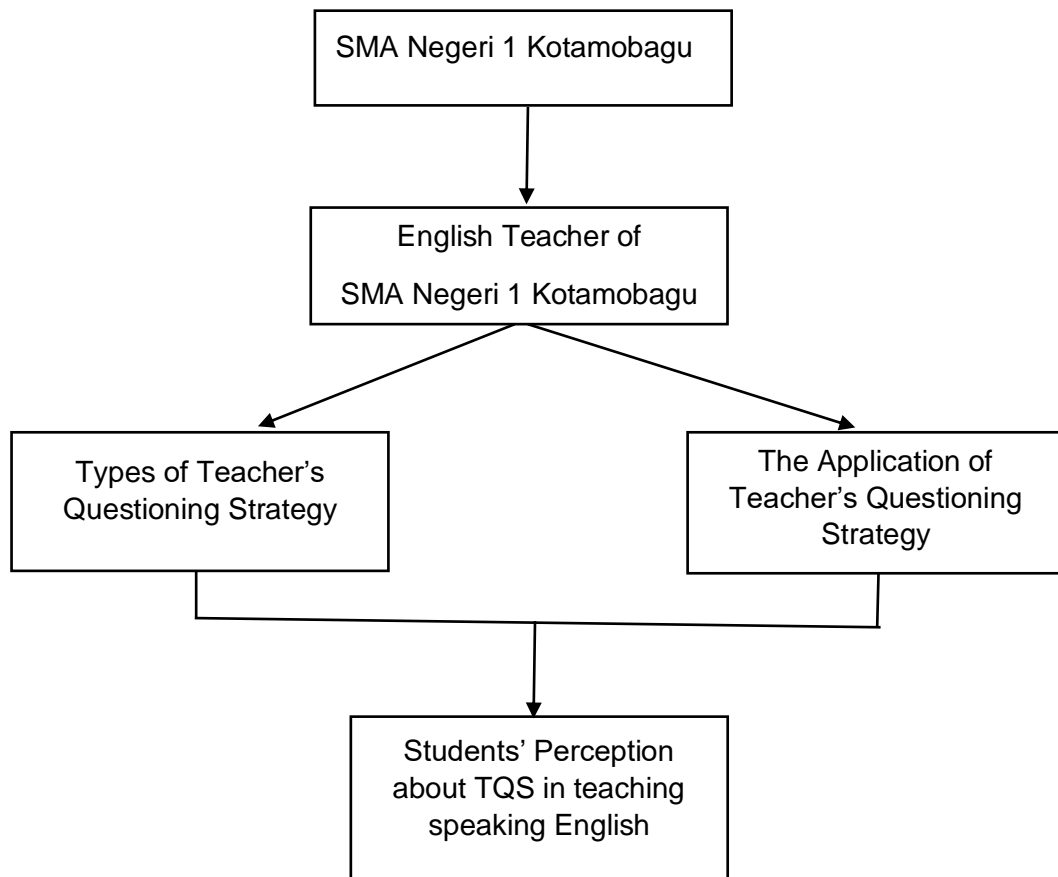 SMA Negeri 1 Kotamobagu
English Teacher of
SMA Negeri 1 Kotamobagu
Types of Teacher’s
Questioning Strategy
The Application of
Teacher’s Questioning
Strategy
Students’ Perception
about TQS in teaching
speaking English